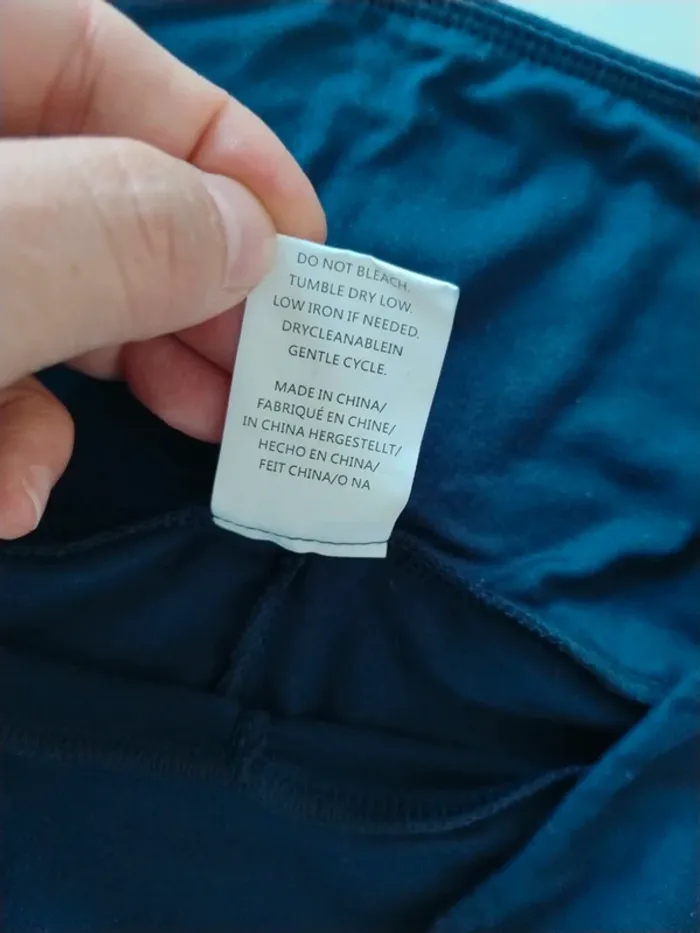 DO NOT BLEACH.
TUMBLE DRY LOW.
LOW IRON IF NEEDED.
DRYCLEANABLEIN
GENTLE CYCLE.
MADE IN CHINA/
FABRIQUÉ EN CHINE/
IN CHINA HERGESTELLT/
HECHO EN CHINA/
FEIT CHINA/O NA